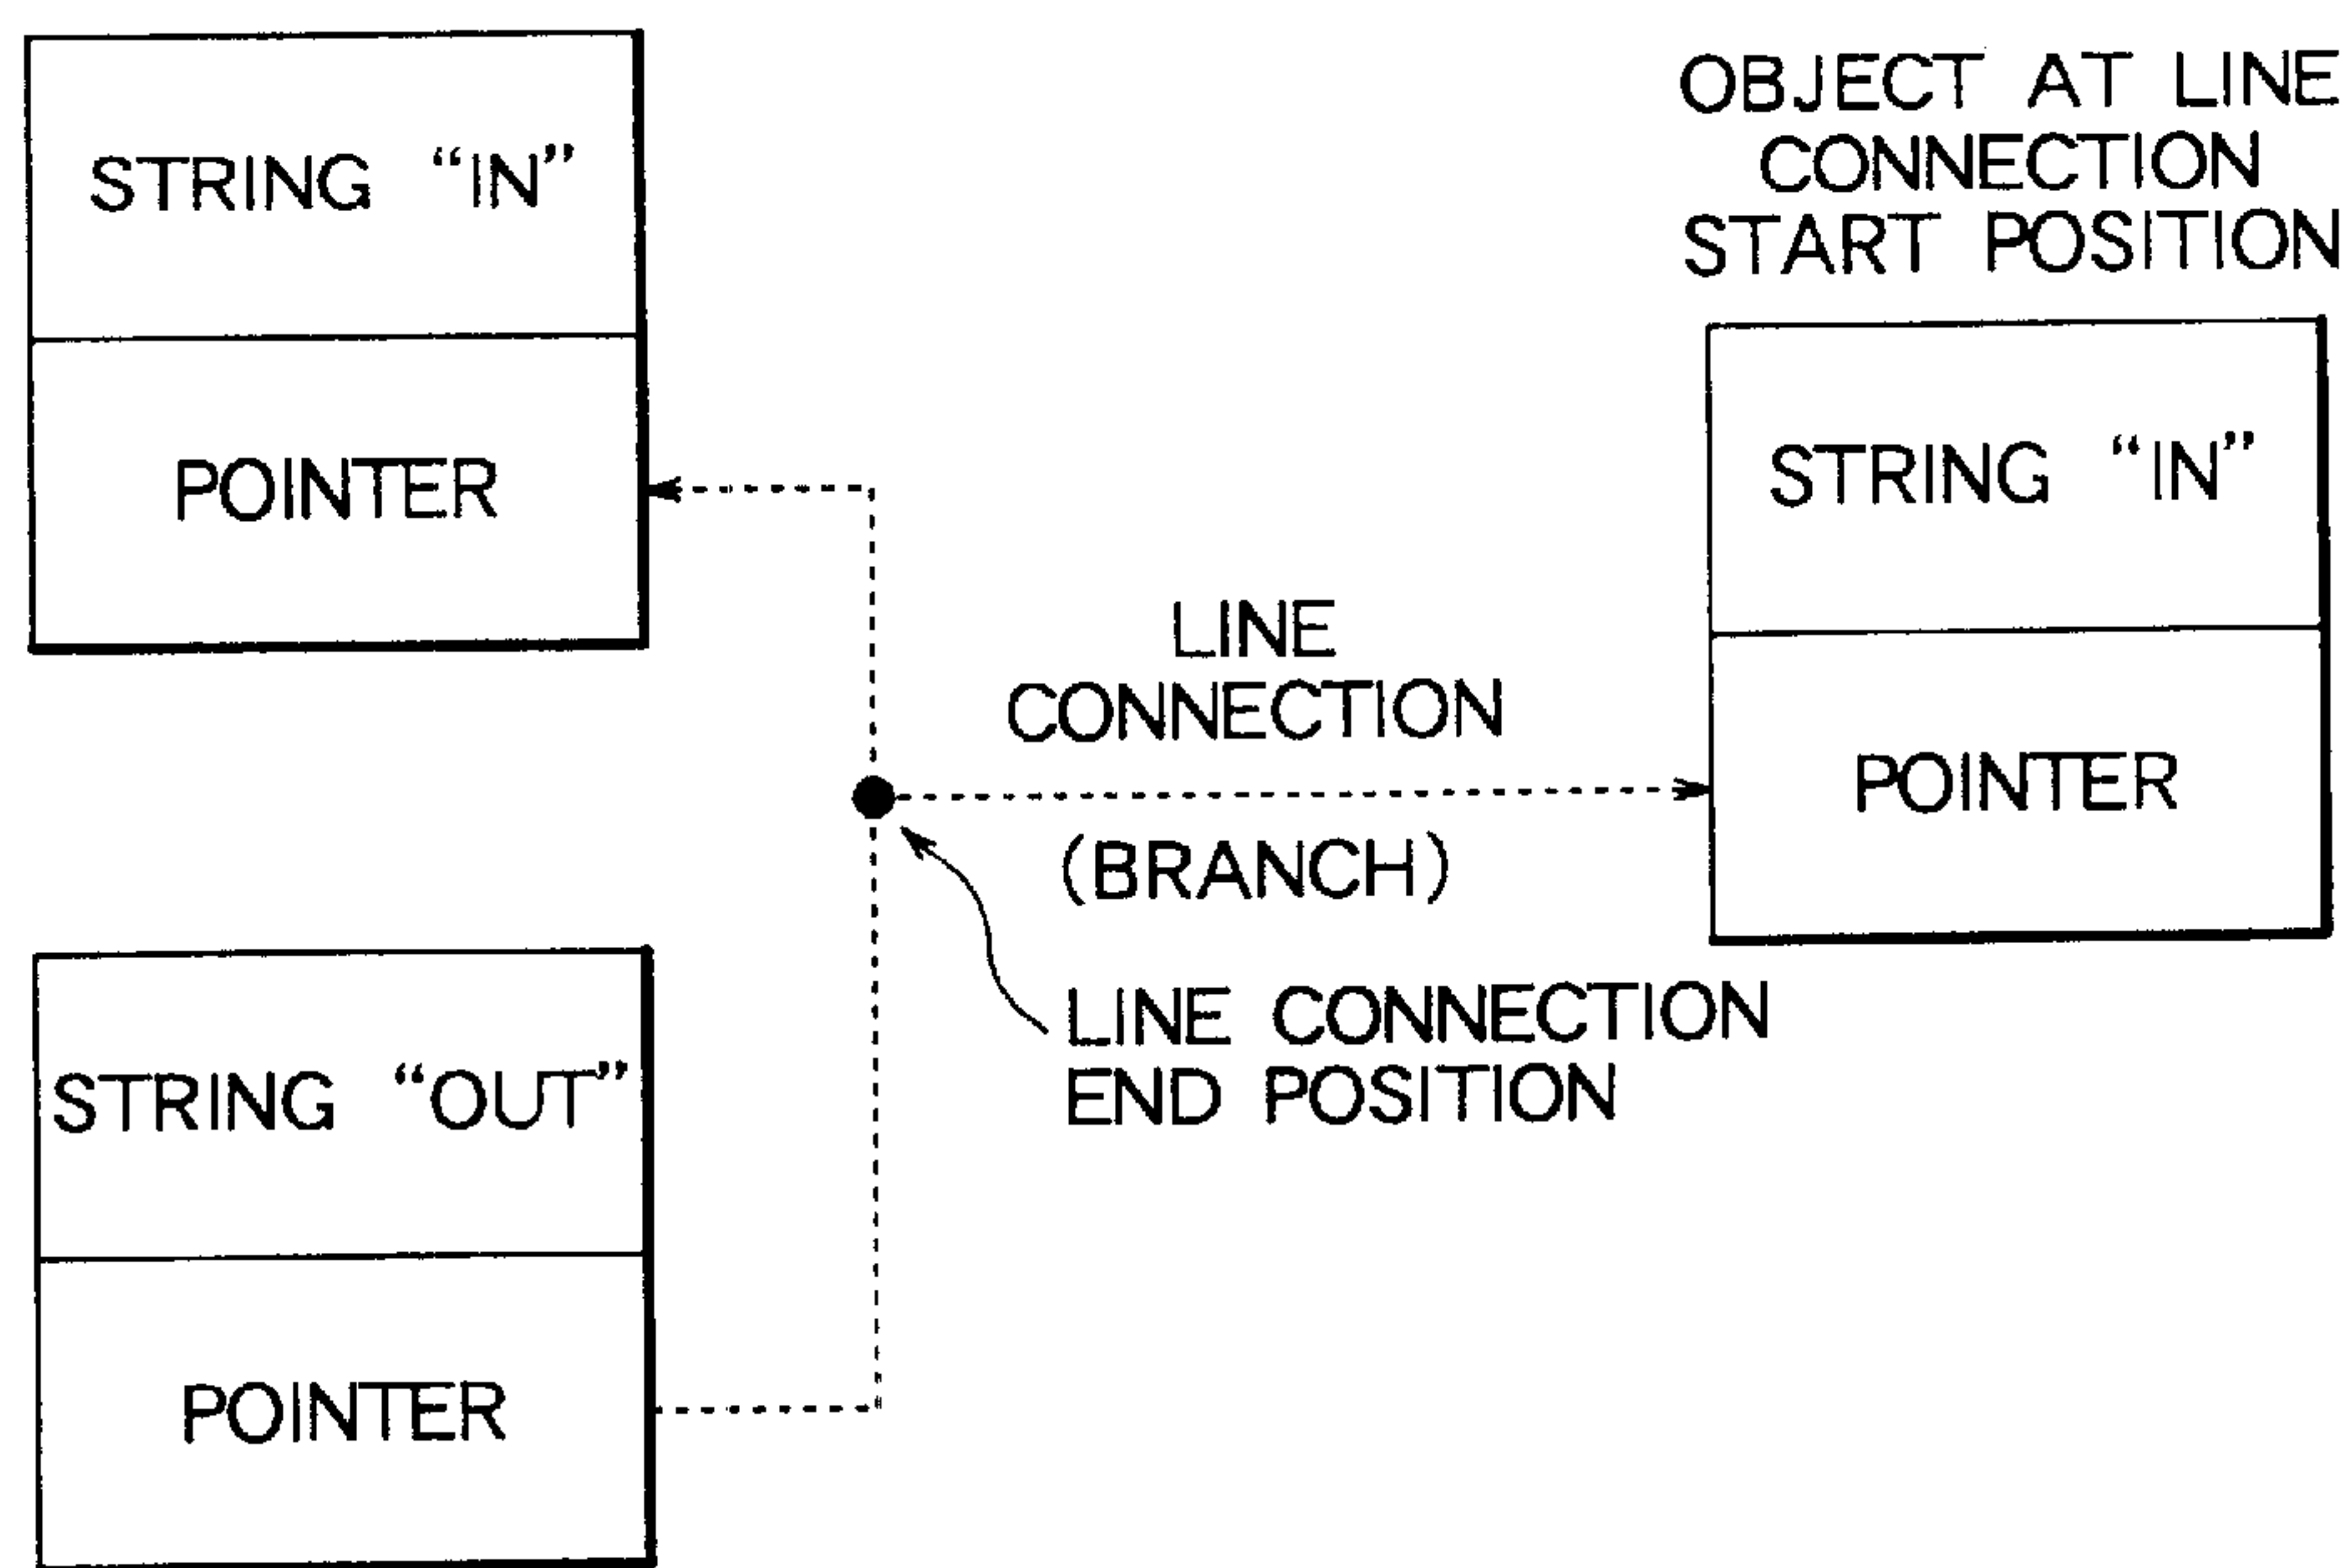 STRING “IN”
POINTER
OBJECT AT LINE
CONNECTION
START POSITION
STRING “IN”
POINTER
LINE
CONNECTION
(BRANCH)
LINE CONNECTION
END POSITION
STRING “OUT”
POINTER